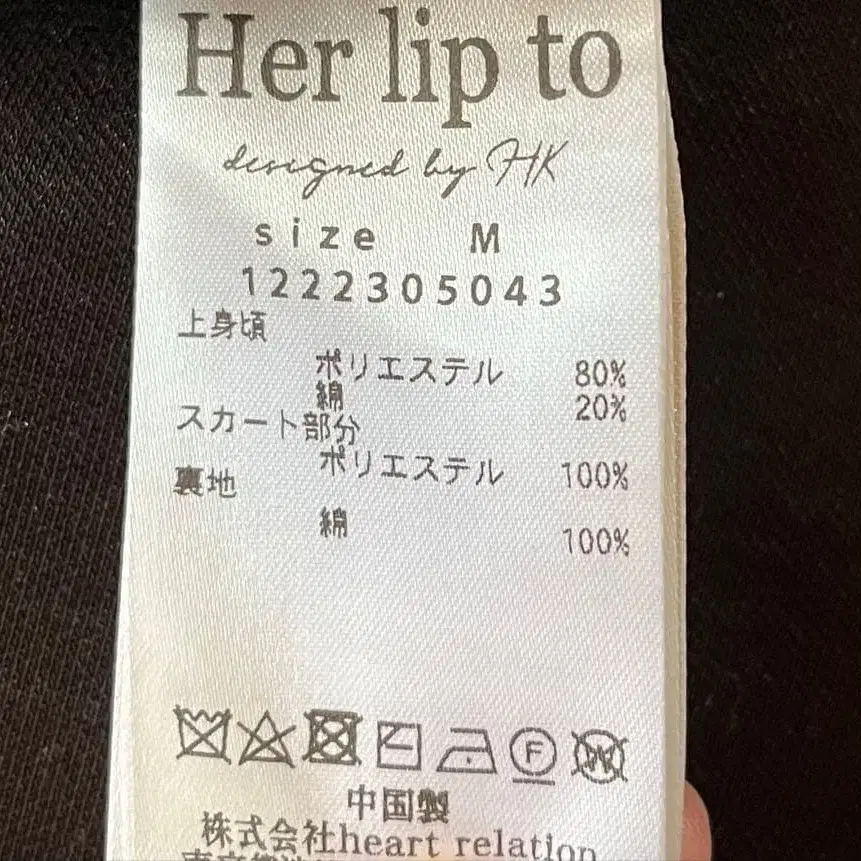 Her lip to
designed by HK
size M
1222305043
上身頃
ポリエステル 80%
綿 20%
スカート部分
ポリエステル 100%
裏地
綿 100%
F
W
中国製
株式会社heart relation